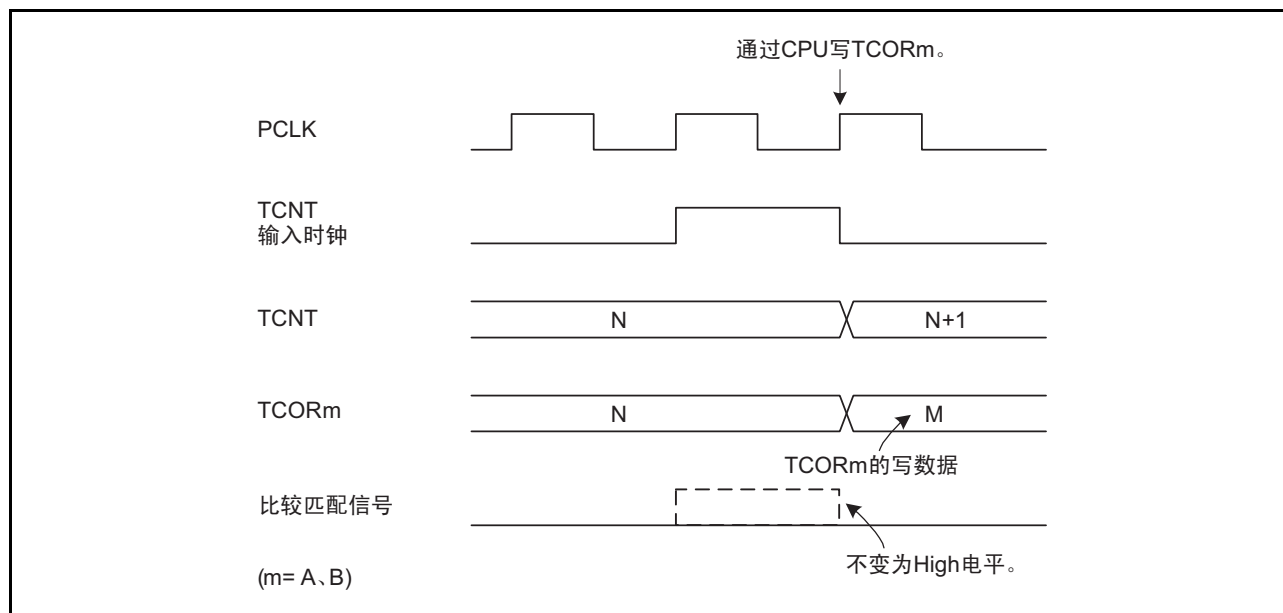 通过CPU写TCORm。
PCLK
TCNT
输入时钟
TCNT
N
N+1
TCORm
N
M
TCORm的写数据
比较匹配信号
不变为High电平。
(m= A、B)